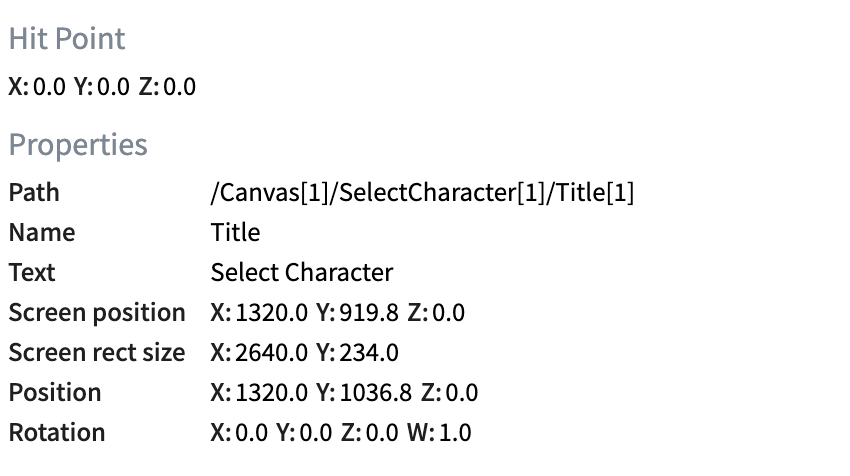 Hit Point
X: 0.0 Y: 0.0 Z: 0.0
Properties
Path /Canvas[1]/SelectCharacter[1]/Title[1]
Name Title
Text Select Character
Screen position X: 1320.0 Y: 919.8 Z: 0.0
Screen rect size X: 2640.0 Y: 234.0
Position X: 1320.0 Y: 1036.8 Z: 0.0
Rotation X: 0.0 Y: 0.0 Z: 0.0 W: 1.0